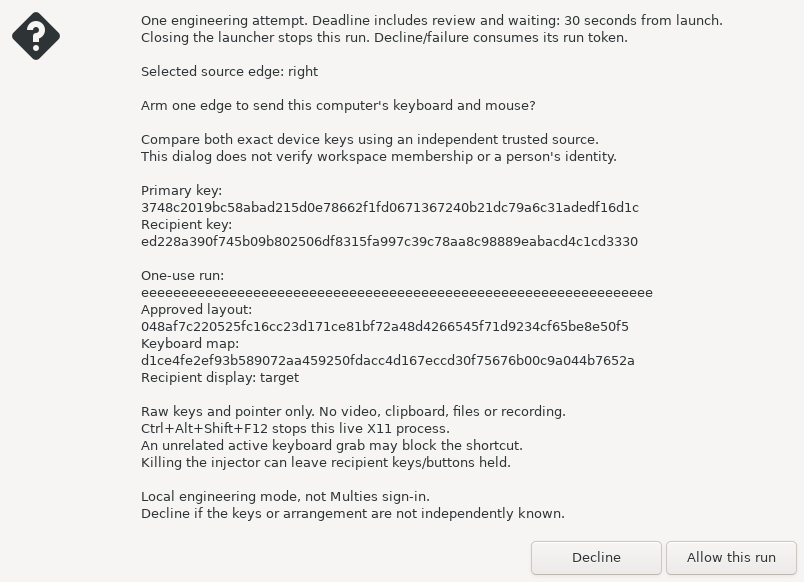 One engineering attempt. Deadline includes review and waiting: 30 seconds from launch.
Closing the launcher stops this run. Decline/failure consumes its run token.
Selected source edge: right
Arm one edge to send this computer's keyboard and mouse?
Compare both exact device keys using an independent trusted source.
This dialog does not verify workspace membership or a person's identity.
Primary key:
3748c2019bc58abad215d0e78662f1fd0671367240b21dc79a6c31adedf16d1c
Recipient key:
ed228a390f745b09b802506df8315fa997c39c78aa8c98889eabacd4c1cd3330
One-use run:
eeeeeeeeeeeeeeeeeeeeeeeeeeeeeeeeeeeeeeeeeeeeeeeeeeeeeeeeeeeeeeee
Approved layout:
048af7c220525fc16cc23d171ce81bf72a48d4266545f71d9234cf65be8e50f5
Keyboard map:
d1ce4fe2ef93b589072aa459250fdacc4d167eccd30f75676b00c9a044b7652a
Recipient display: target
Raw keys and pointer only. No video, clipboard, files or recording.
Ctrl+Alt+Shift+F12 stops this live X11 process.
An unrelated active keyboard grab may block the shortcut.
Killing the injector can leave recipient keys/buttons held.
Local engineering mode, not Multies sign-in.
Decline if the keys or arrangement are not independently known.
Decline
Allow this run